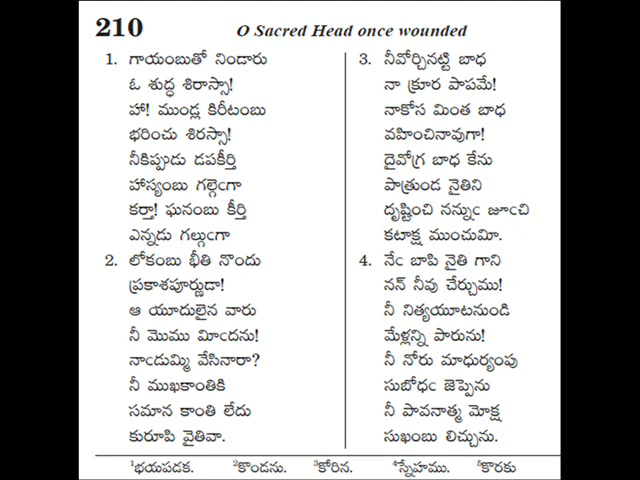 210 O Sacred Head once wounded
1. గాయంబుతో నిండారు
ఓ శుద్ధ శిరాస్సా!
హా! ముండ్ల కిరీటంబు
భరించు శిరస్సా!
నీకిప్పుడు డపకీర్తి
హాస్యంబు గల్గెఁగా
కర్తా! ఘనంబు కీర్తి
ఎన్నడు గల్గుఁగా
2. లోకంబు భీతి నొందు
ప్రకాశపూర్ణుడా!
ఆ యూదులైన వారు
నీ మొము మీఁదను!
నాఁడుమ్మి వేసినారా?
నీ ముఖకాంతికి
సమాన కాంతి లేదు
కురూపి వైతివా.
3. నీవోర్చినట్టి బాధ
నా క్రూర పాపమే!
నాకోస మింత బాధ
వహించినావుగా!
దైవోగ్ర బాధ కేను
పాత్రుండ నైతిని
దృష్టించి నన్నుఁ జూఁచి
కటాక్ష ముంచుమీ.
4. నేఁ బాపి నైతి గాని
నన్ నీవు చేర్చుము!
నీ నిత్యయూటనుండి
మేళ్లన్ని పారును!
నీ నోరు మాధుర్యంపు
సుబోధఁ జెప్పెను
నీ పావనాత్మ మోక్ష
సుఖంబు లిచ్చును.
¹భయపడక. ²కొండను. ³కోరిన. ⁴స్నేహము. ⁵కొరకు